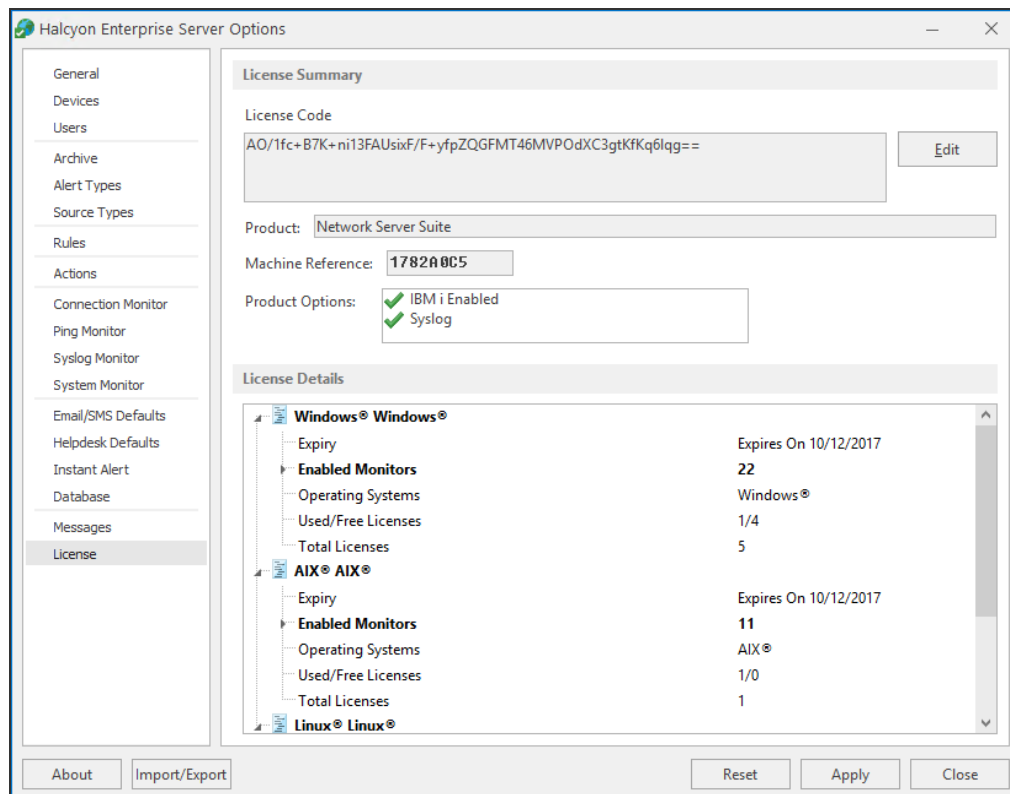 Halcyon Enterprise Server Options
General
Devices
Users
Archive
Alert Types
Source Types
Rules
Actions
Connection Monitor
Ping Monitor
Syslog Monitor
System Monitor
Email/SMS Defaults
Helpdesk Defaults
Instant Alert
Database
Messages
License
License Summary
License Code
AO/1fc+B7K+ni13FAUsixF/F+yfpZQGFMT46MVPOdXC3gtKfKq6lqg==
Edit
Product: Network Server Suite
Machine Reference: 1782A0C5
Product Options: IBM i Enabled
Syslog
License Details
Windows® Windows®
Expiry Expires On 10/12/2017
Enabled Monitors 22
Operating Systems Windows®
Used/Free Licenses 1/4
Total Licenses 5
AIX® AIX®
Expiry Expires On 10/12/2017
Enabled Monitors 11
Operating Systems AIX®
Used/Free Licenses 1/0
Total Licenses 1
Linux® Linux®
About Import/Export Reset Apply Close